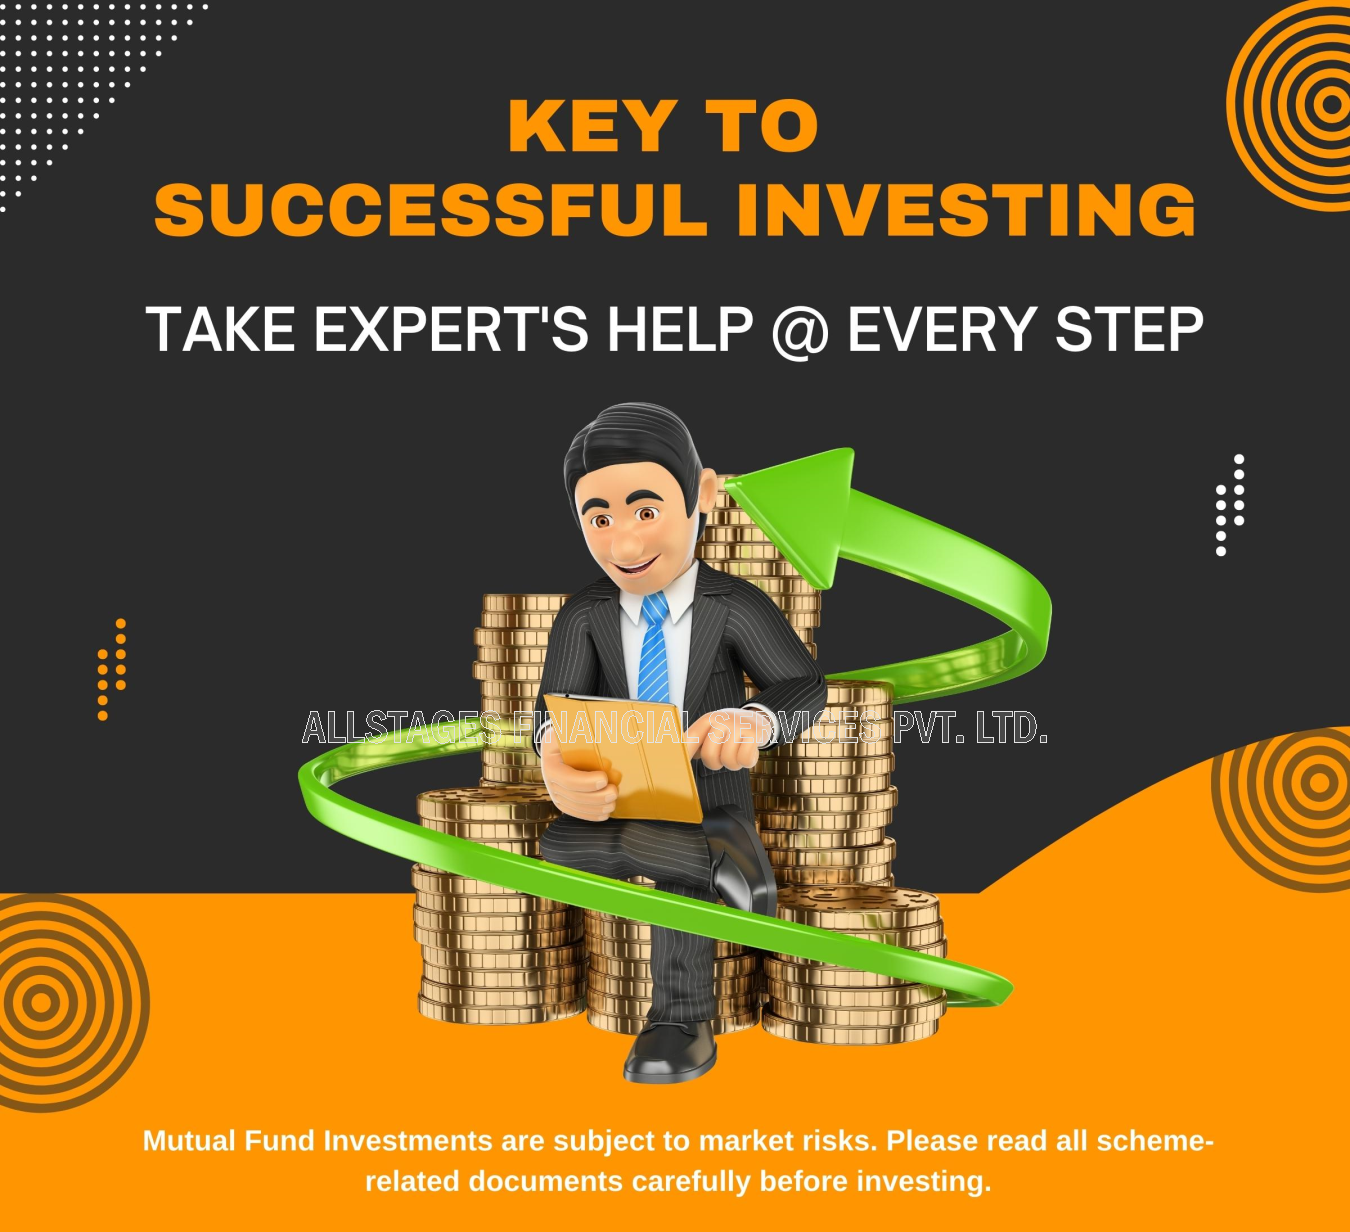 KEY TO
SUCCESSFUL INVESTING
TAKE EXPERT'S HELP @ EVERY STEP
ALLSTAGES FINANCIAL SERVICES PVT. LTD.
Mutual Fund Investments are subject to market risks. Please read all scheme-
related documents carefully before investing.